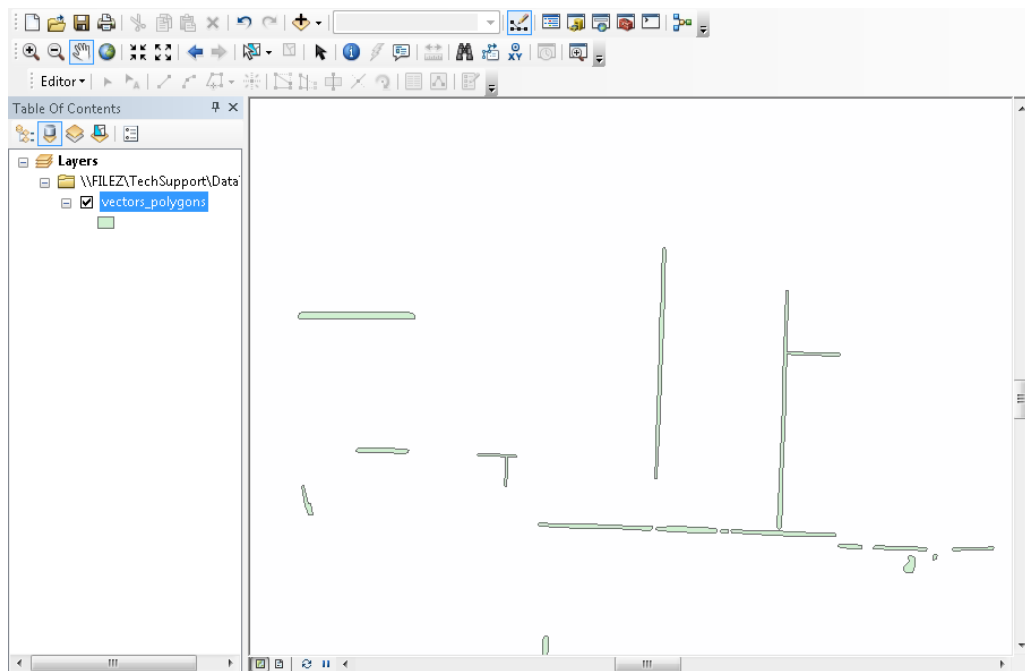 Editor
Table Of Contents
Layers
\\FILEZ\TechSupport\Data
vectors_polygons